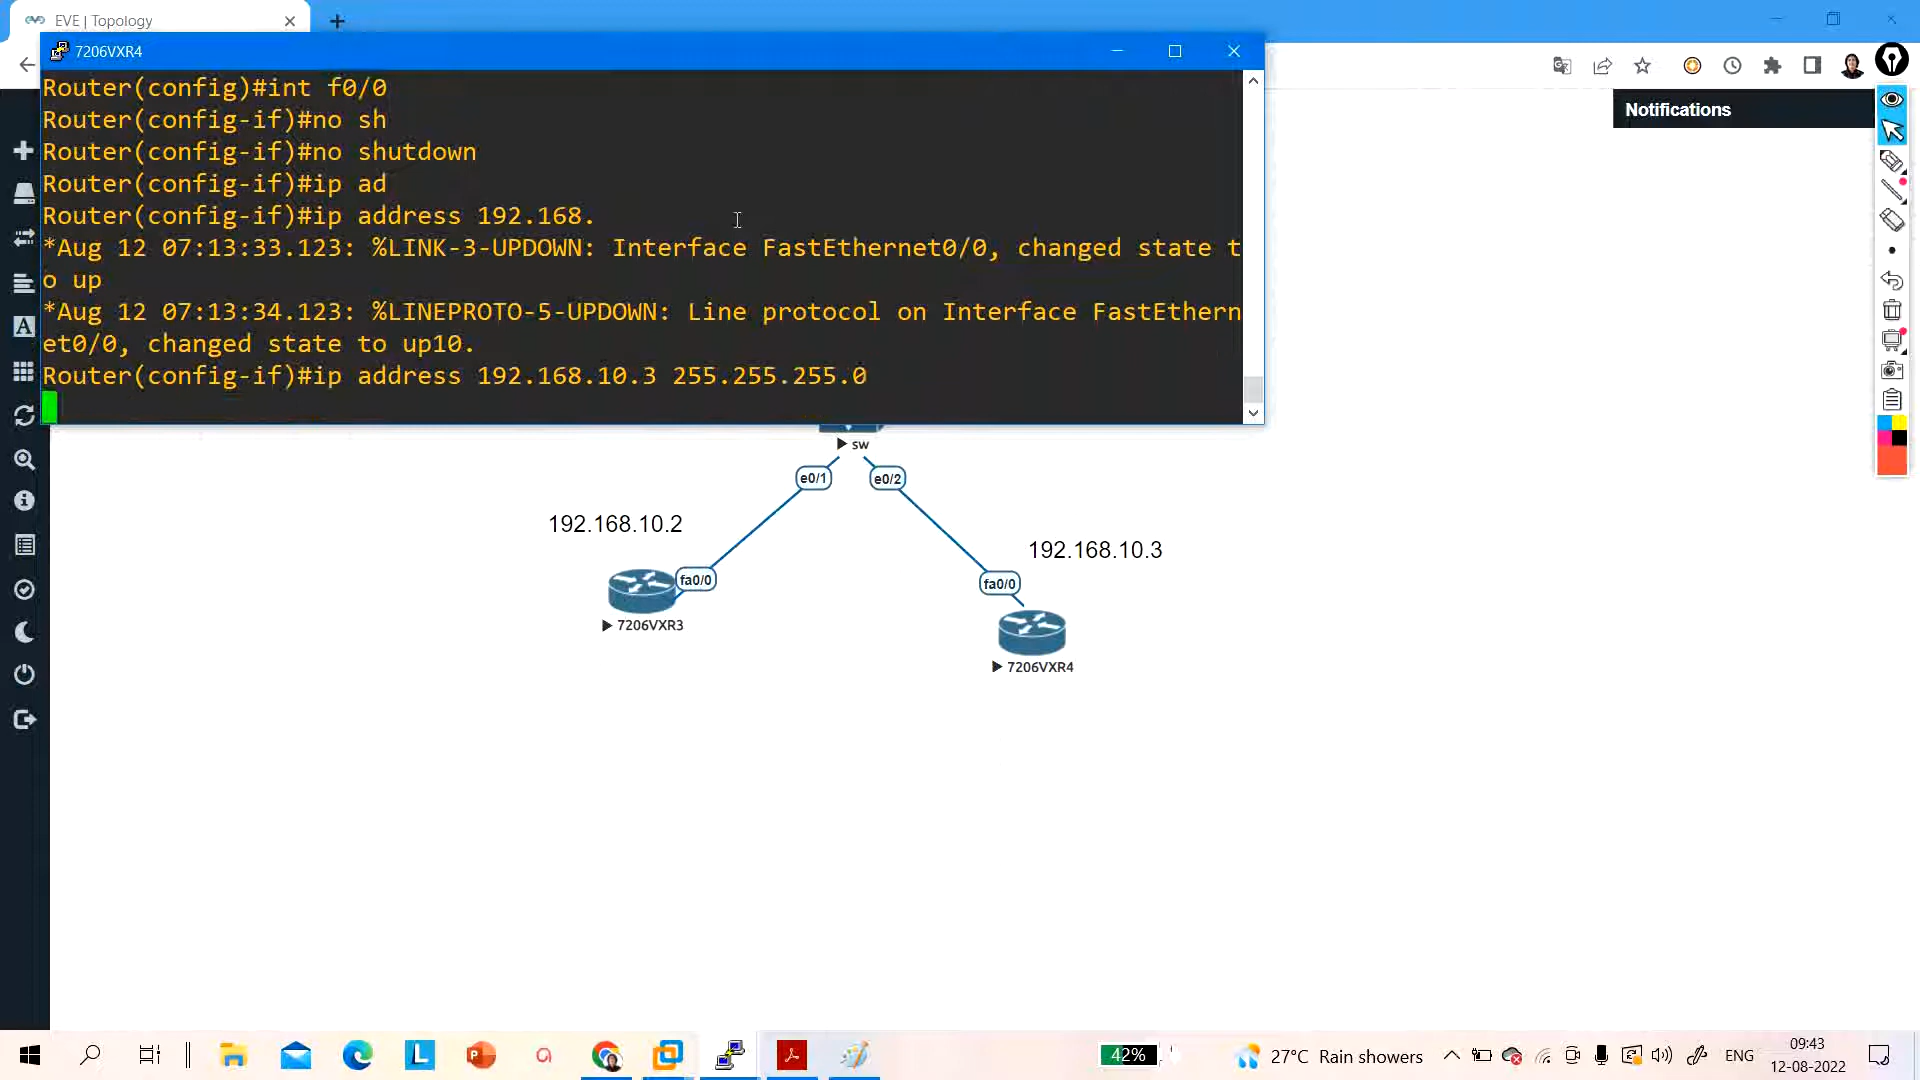 EVE | Topology
7206VXR4
Router(config)#int f0/0
Router(config-if)#no sh
Router(config-if)#no shutdown
Router(config-if)#ip ad
Router(config-if)#ip address 192.168.
*Aug 12 07:13:33.123: %LINK-3-UPDOWN: Interface FastEthernet0/0, changed state t
o up
*Aug 12 07:13:34.123: %LINEPROTO-5-UPDOWN: Line protocol on Interface FastEthern
et0/0, changed state to up10.
Router(config-if)#ip address 192.168.10.3 255.255.255.0
Notifications
sw
e0/1
e0/2
192.168.10.2
192.168.10.3
fa0/0
fa0/0
7206VXR3
7206VXR4
42%
27°C Rain showers
ENG
09:43
12-08-2022